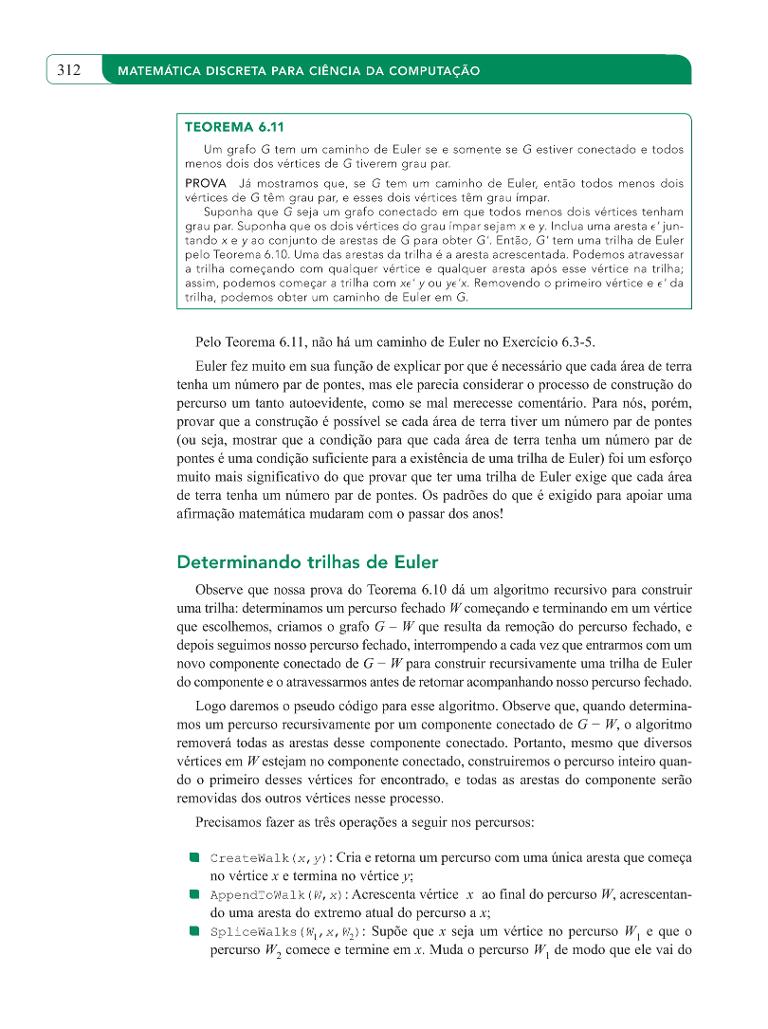 312
MATEMÁTICA DISCRETA PARA CIÊNCIA DA COMPUTAÇÃO
TEOREMA 6.11
Um grafo G tem um caminho de Euler se e somente se G estiver conectado e todos
menos dois dos vértices de G tiverem grau par.
PROVA Já mostramos que, se G tem um caminho de Euler, então todos menos dois
vértices de G têm grau par, e esses dois vértices têm grau ímpar.
Suponha que G seja um grafo conectado em que todos menos dois vértices tenham
grau par. Suponha que os dois vértices do grau ímpar sejam x e y. Inclua uma aresta ϵ' jun-
tando x e y ao conjunto de arestas de G para obter G'. Então, G' tem uma trilha de Euler
pelo Teorema 6.10. Uma das arestas da trilha é a aresta acrescentada. Podemos atravessar
a trilha começando com qualquer vértice e qualquer aresta após esse vértice na trilha;
assim, podemos começar a trilha com xϵ' y ou yϵ'x. Removendo o primeiro vértice e ϵ' da
trilha, podemos obter um caminho de Euler em G.
Pelo Teorema 6.11, não há um caminho de Euler no Exercício 6.3-5.
Euler fez muito em sua função de explicar por que é necessário que cada área de terra
tenha um número par de pontes, mas ele parecia considerar o processo de construção do
percurso um tanto autoevidente, como se mal merecesse comentário. Para nós, porém,
provar que a construção é possível se cada área de terra tiver um número par de pontes
(ou seja, mostrar que a condição para que cada área de terra tenha um número par de
pontes é uma condição suficiente para a existência de uma trilha de Euler) foi um esforço
muito mais significativo do que provar que ter uma trilha de Euler exige que cada área
de terra tenha um número par de pontes. Os padrões do que é exigido para apoiar uma
afirmação matemática mudaram com o passar dos anos!
Determinando trilhas de Euler
Observe que nossa prova do Teorema 6.10 dá um algoritmo recursivo para construir
uma trilha: determinamos um percurso fechado W começando e terminando em um vértice
que escolhemos, criamos o grafo G – W que resulta da remoção do percurso fechado, e
depois seguimos nosso percurso fechado, interrompendo a cada vez que entrarmos com um
novo componente conectado de G − W para construir recursivamente uma trilha de Euler
do componente e o atravessarmos antes de retornar acompanhando nosso percurso fechado.
Logo daremos o pseudo código para esse algoritmo. Observe que, quando determina-
mos um percurso recursivamente por um componente conectado de G − W, o algoritmo
removerá todas as arestas desse componente conectado. Portanto, mesmo que diversos
vértices em W estejam no componente conectado, construiremos o percurso inteiro quan-
do o primeiro desses vértices for encontrado, e todas as arestas do componente serão
removidas dos outros vértices nesse processo.
Precisamos fazer as três operações a seguir nos percursos:
CreateWalk(x,y): Cria e retorna um percurso com uma única aresta que começa
no vértice x e termina no vértice y;
AppendToWalk(W,x): Acrescenta vértice x ao final do percurso W, acrescentan-
do uma aresta do extremo atual do percurso a x;
SpliceWalks(W₁,x,W₂): Supõe que x seja um vértice no percurso W₁ e que o
percurso W₂ comece e termine em x. Muda o percurso W₁ de modo que ele vai do